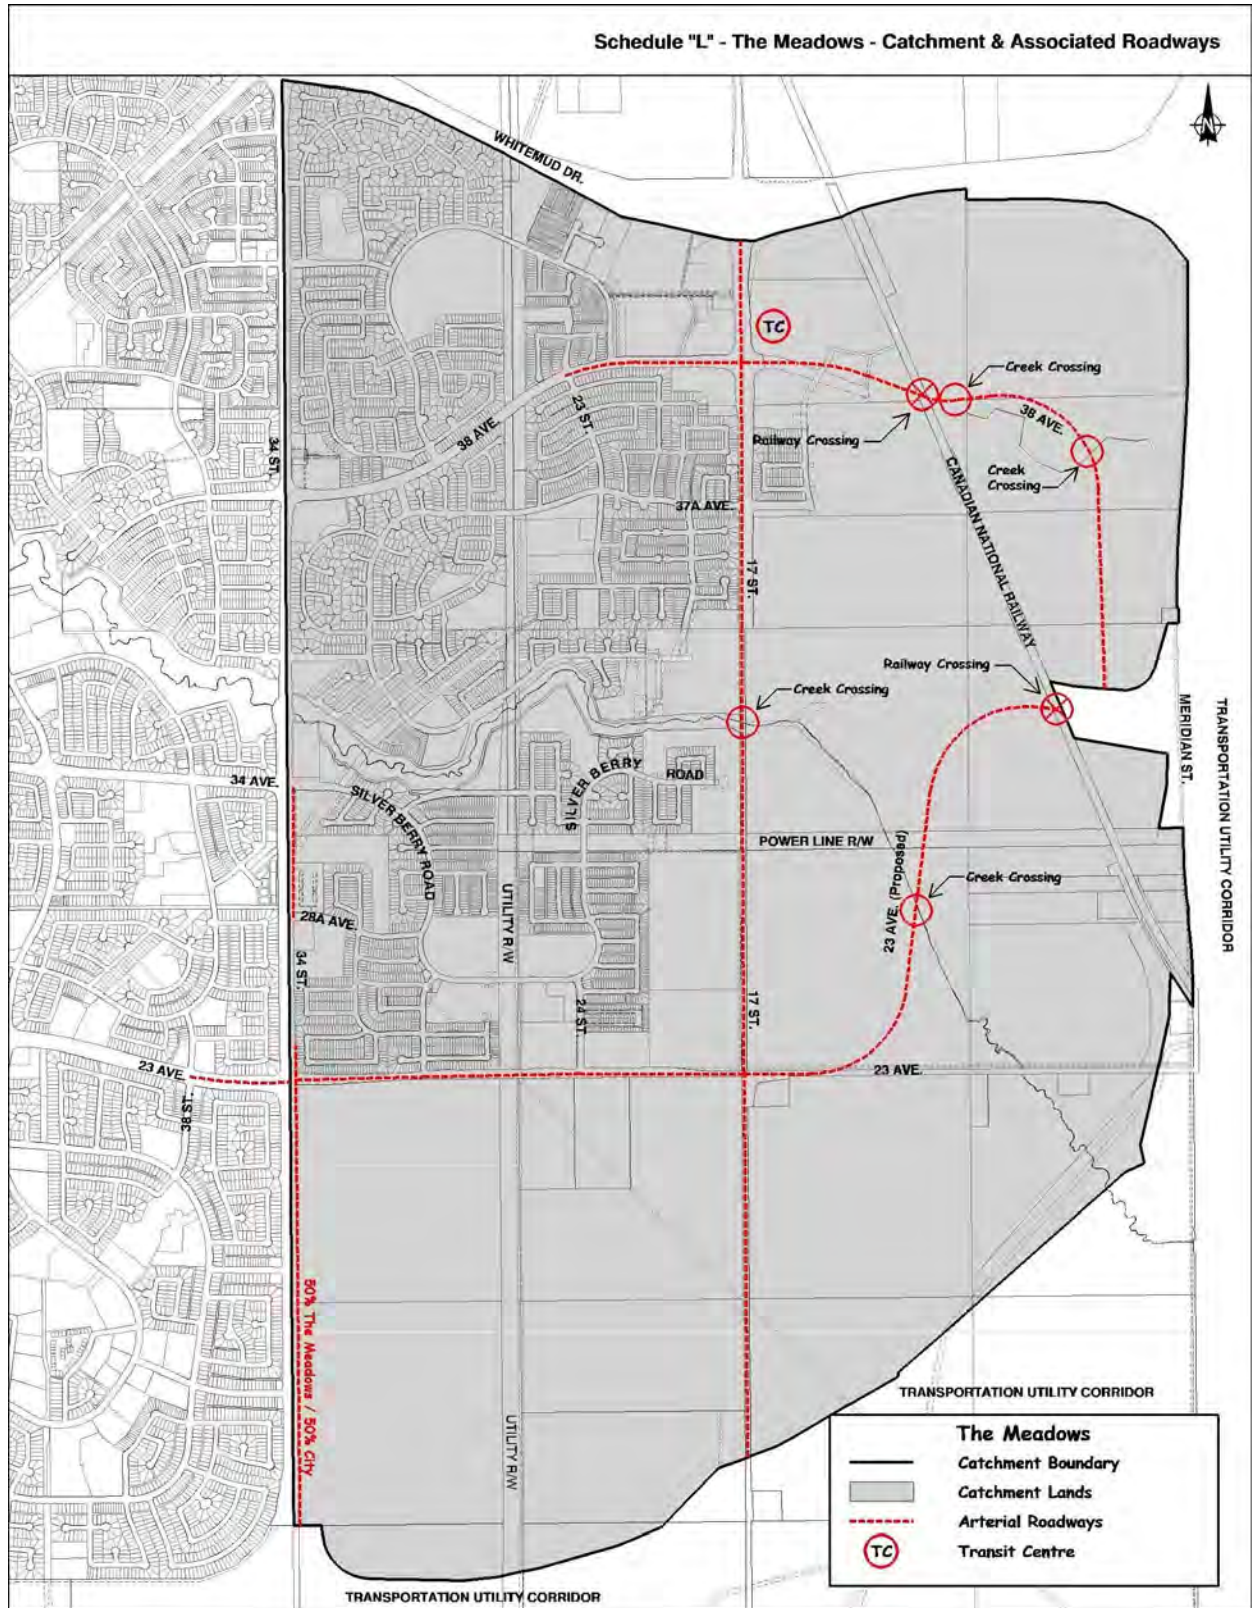 Schedule "L" - The Meadows - Catchment & Associated Roadways
N
WHITEMUD DR.
TC
Creek Crossing
38 AVE.
23 ST.
38 AVE.
34 ST.
Railway Crossing
Creek
Crossing
CANADIAN NATIONAL RAILWAY
37A AVE.
17 ST.
Railway Crossing
Creek Crossing
MERIDIAN ST.
TRANSPORTATION UTILITY CORRIDOR
34 AVE.
SILVER BERRY
ROAD
SILVER BERRY ROAD
POWER LINE R/W
23 AVE. (Proposed)
Creek Crossing
UTILITY R/W
28A AVE.
34 ST.
24 ST.
17 ST.
23 AVE.
23 AVE.
38 ST.
50% The Meadows / 50% City
UTILITY R/W
TRANSPORTATION UTILITY CORRIDOR
The Meadows
Catchment Boundary
Catchment Lands
Arterial Roadways
TC Transit Centre
TRANSPORTATION UTILITY CORRIDOR